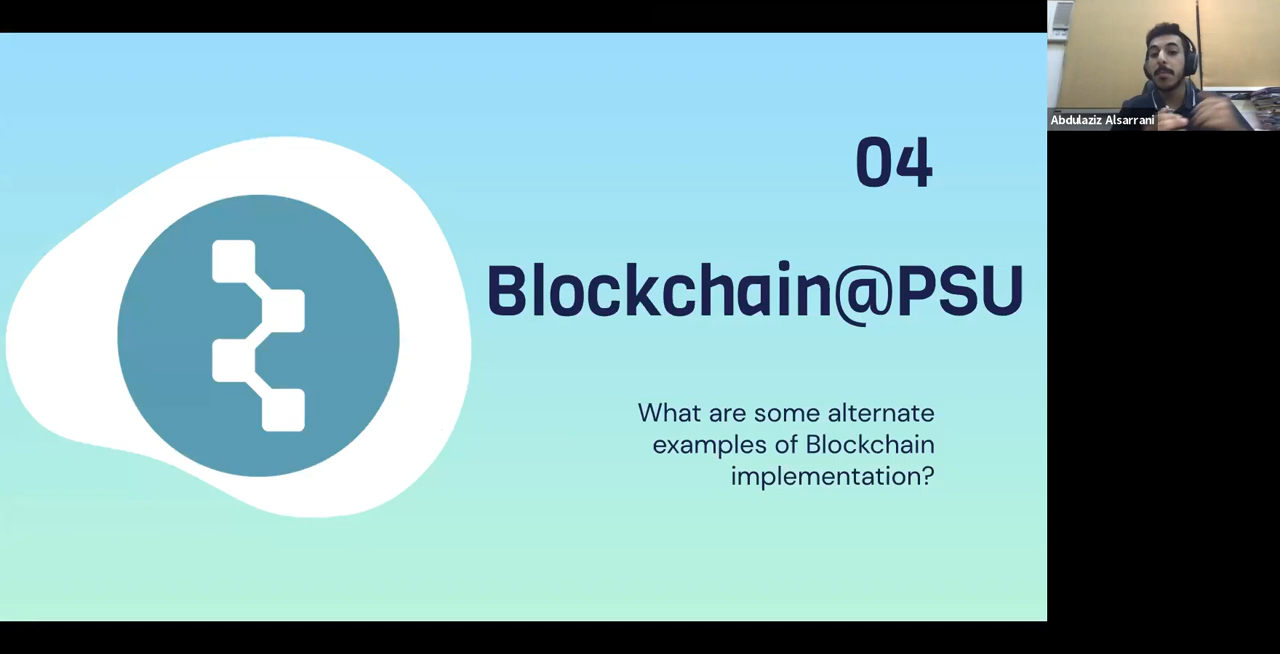 Abdulaziz Alsarrani
04
Blockchain@PSU
What are some alternate
examples of Blockchain
implementation?